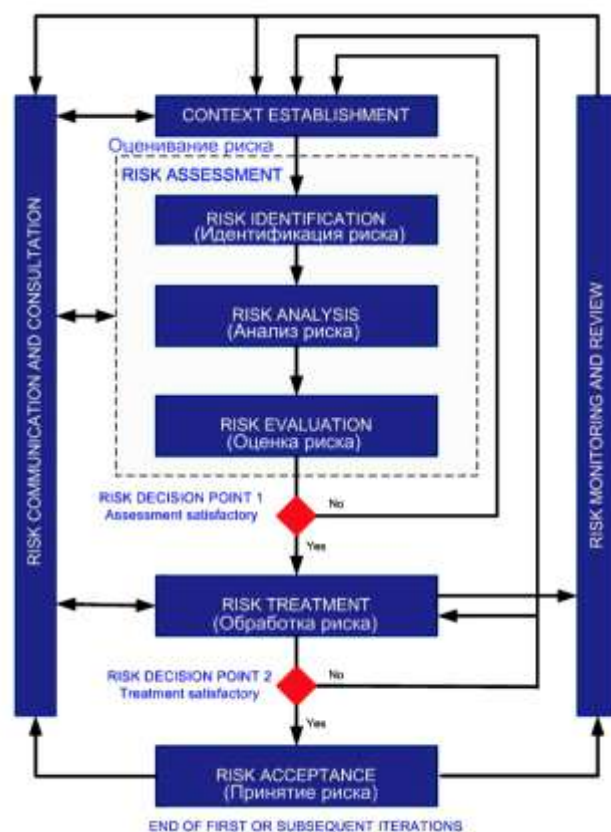 CONTEXT ESTABLISHMENT
Оценивание риска
RISK ASSESSMENT
RISK IDENTIFICATION
(Идентификация риска)
RISK ANALYSIS
(Анализ риска)
RISK EVALUATION
(Оценка риска)
RISK DECISION POINT 1
Assessment satisfactory
No
Yes
RISK TREATMENT
(Обработка риска)
RISK DECISION POINT 2
Treatment satisfactory
No
Yes
RISK ACCEPTANCE
(Принятие риска)
END OF FIRST OR SUBSEQUENT ITERATIONS
RISK COMMUNICATION AND CONSULTATION
RISK MONITORING AND REVIEW